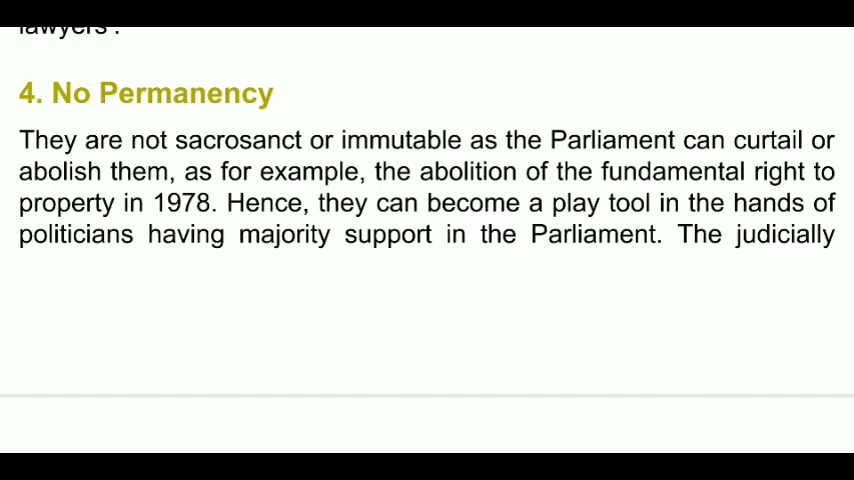 lawyers'.
4. No Permanency
They are not sacrosanct or immutable as the Parliament can curtail or
abolish them, as for example, the abolition of the fundamental right to
property in 1978. Hence, they can become a play tool in the hands of
politicians having majority support in the Parliament. The judicially